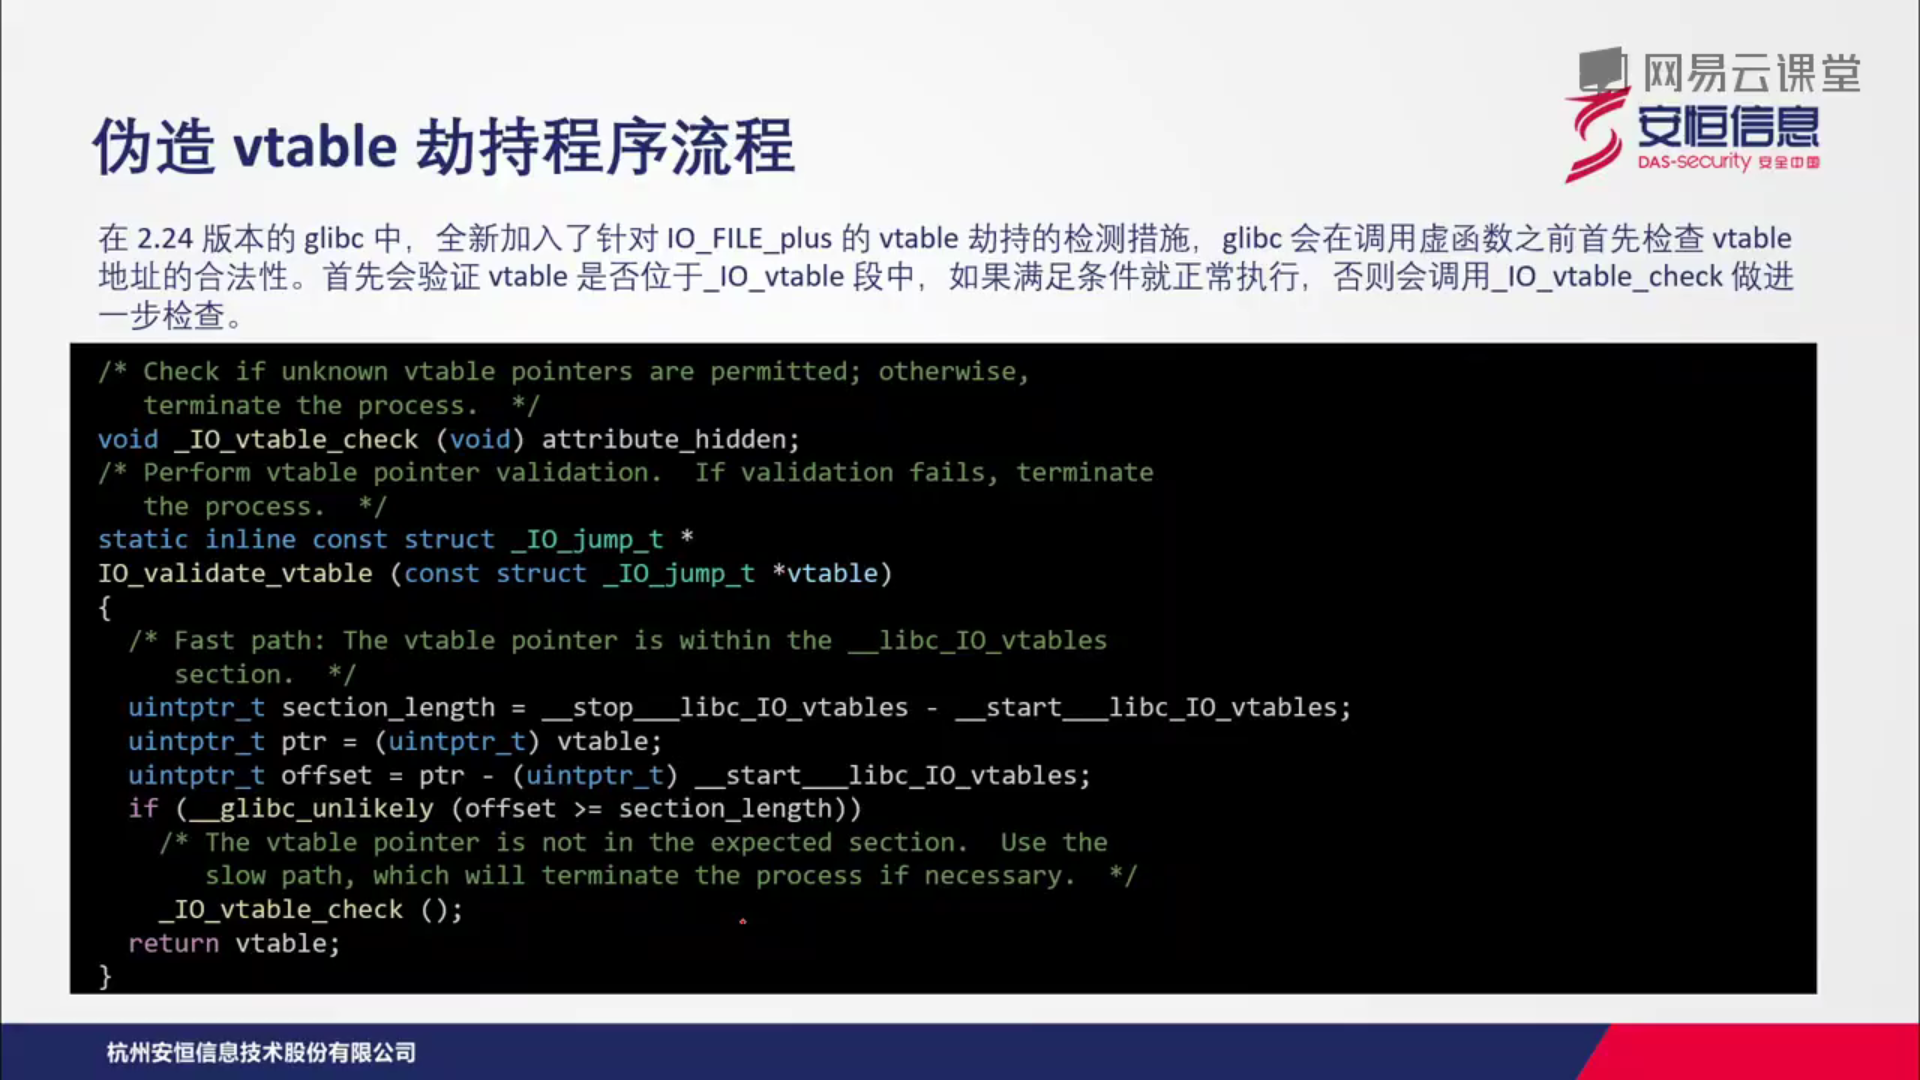 网易云课堂
安恒信息
DAS-security 安全中国
伪造 vtable 劫持程序流程
在 2.24 版本的 glibc 中，全新加入了针对 IO_FILE_plus 的 vtable 劫持的检测措施，glibc 会在调用虚函数之前首先检查 vtable
地址的合法性。首先会验证 vtable 是否位于_IO_vtable 段中，如果满足条件就正常执行，否则会调用_IO_vtable_check 做进
一步检查。
/* Check if unknown vtable pointers are permitted; otherwise,
   terminate the process.  */
void _IO_vtable_check (void) attribute_hidden;
/* Perform vtable pointer validation.  If validation fails, terminate
   the process.  */
static inline const struct _IO_jump_t *
IO_validate_vtable (const struct _IO_jump_t *vtable)
{
  /* Fast path: The vtable pointer is within the __libc_IO_vtables
     section.  */
  uintptr_t section_length = __stop___libc_IO_vtables - __start___libc_IO_vtables;
  uintptr_t ptr = (uintptr_t) vtable;
  uintptr_t offset = ptr - (uintptr_t) __start___libc_IO_vtables;
  if (__glibc_unlikely (offset >= section_length))
    /* The vtable pointer is not in the expected section.  Use the
       slow path, which will terminate the process if necessary.  */
    _IO_vtable_check ();
  return vtable;
}
杭州安恒信息技术股份有限公司